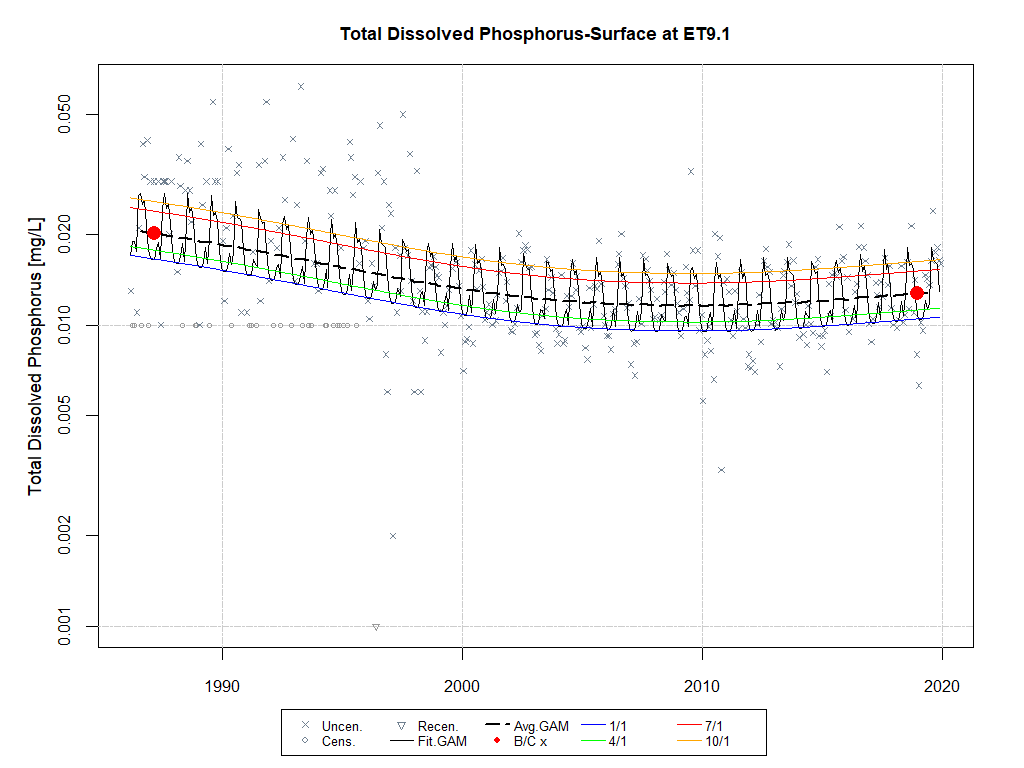 Total Dissolved Phosphorus-Surface at ET9.1
Total Dissolved Phosphorus [mg/L]
0.050
0.020
0.010
0.005
0.002
0.001
1990 2000 2010 2020
Uncen. Recen. Avg.GAM 1/1 7/1
Cens. Fit.GAM B/C x 4/1 10/1